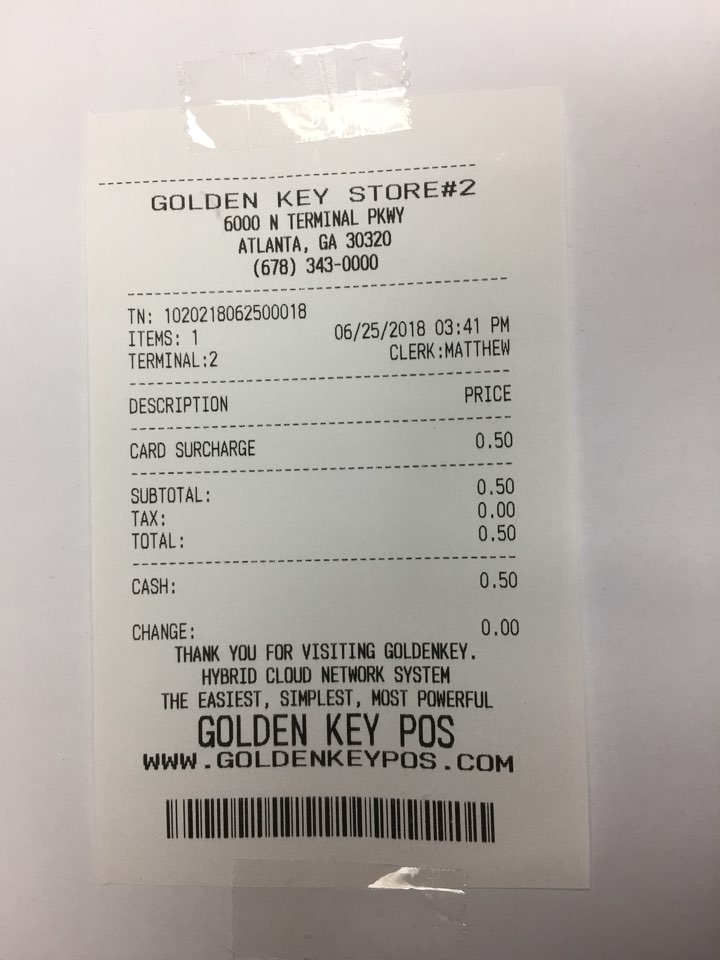 GOLDEN KEY STORE#2
6000 N TERMINAL PKWY
ATLANTA, GA 30320
(678) 343-0000
TN: 1020218062500018
ITEMS: 1 06/25/2018 03:41 PM
TERMINAL:2 CLERK:MATTHEW
DESCRIPTION PRICE
CARD SURCHARGE 0.50
SUBTOTAL: 0.50
TAX: 0.00
TOTAL: 0.50
CASH: 0.50
CHANGE: 0.00
THANK YOU FOR VISITING GOLDENKEY.
HYBRID CLOUD NETWORK SYSTEM
THE EASIEST, SIMPLEST, MOST POWERFUL
GOLDEN KEY POS
WWW.GOLDENKEYPOS.COM